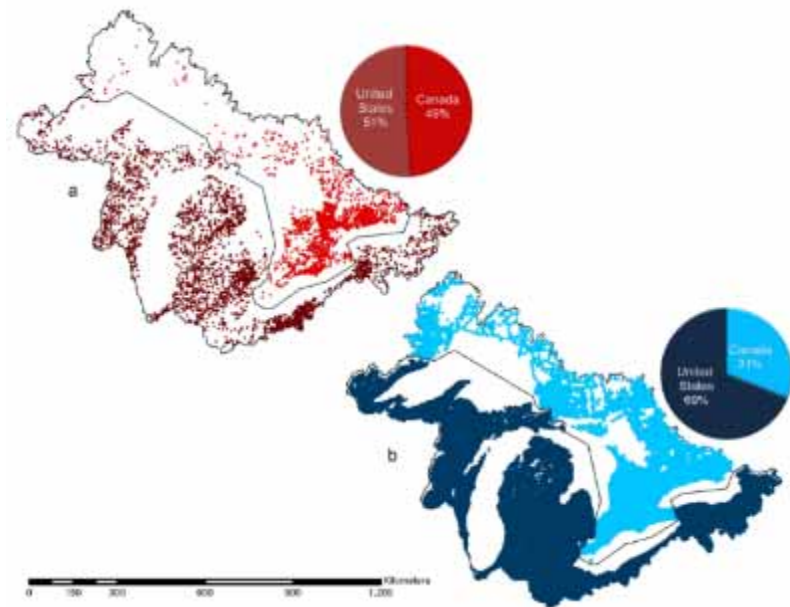 United
States
51%
Canada
49%
a
Canada
31%
United
States
69%
b
Kilometers
0 150 300 600 900 1,200